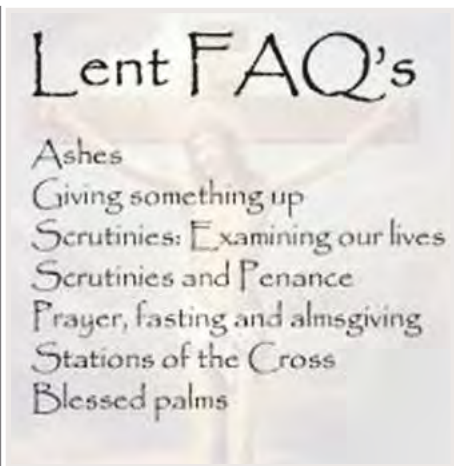 Lent FAQ's
Ashes
Giving something up
Scrutinies: Examining our lives
Scrutinies and Penance
Prayer, fasting and almsgiving
Stations of the Cross
Blessed palms